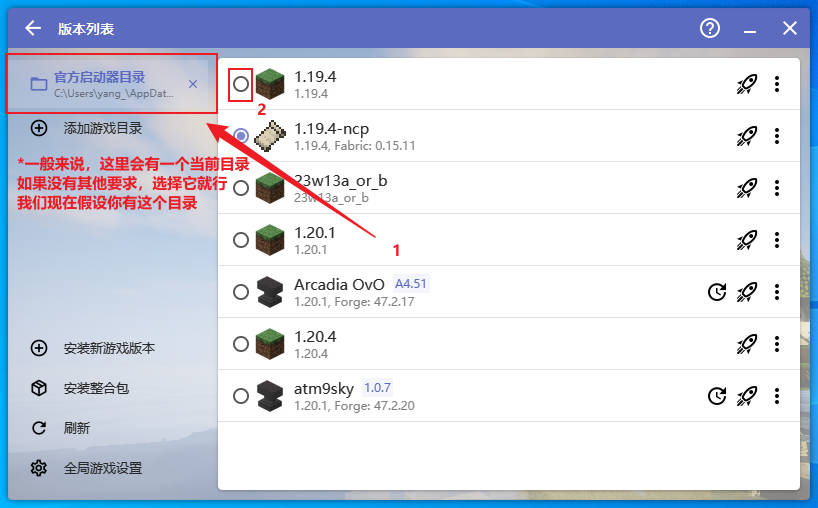 版本列表
官方启动器目录
C:\Users\yang_\AppDat...
添加游戏目录
*一般来说，这里会有一个当前目录
如果没有其他要求，选择它就行
我们现在假设你有这个目录
安装新游戏版本
安装整合包
刷新
全局游戏设置
1.19.4
1.19.4
2
1.19.4-ncp
1.19.4, Fabric: 0.15.11
23w13a_or_b
23w13a_or_b
1.20.1
1.20.1
1
Arcadia OvO A4.51
1.20.1, Forge: 47.2.17
1.20.4
1.20.4
atm9sky 1.0.7
1.20.1, Forge: 47.2.20